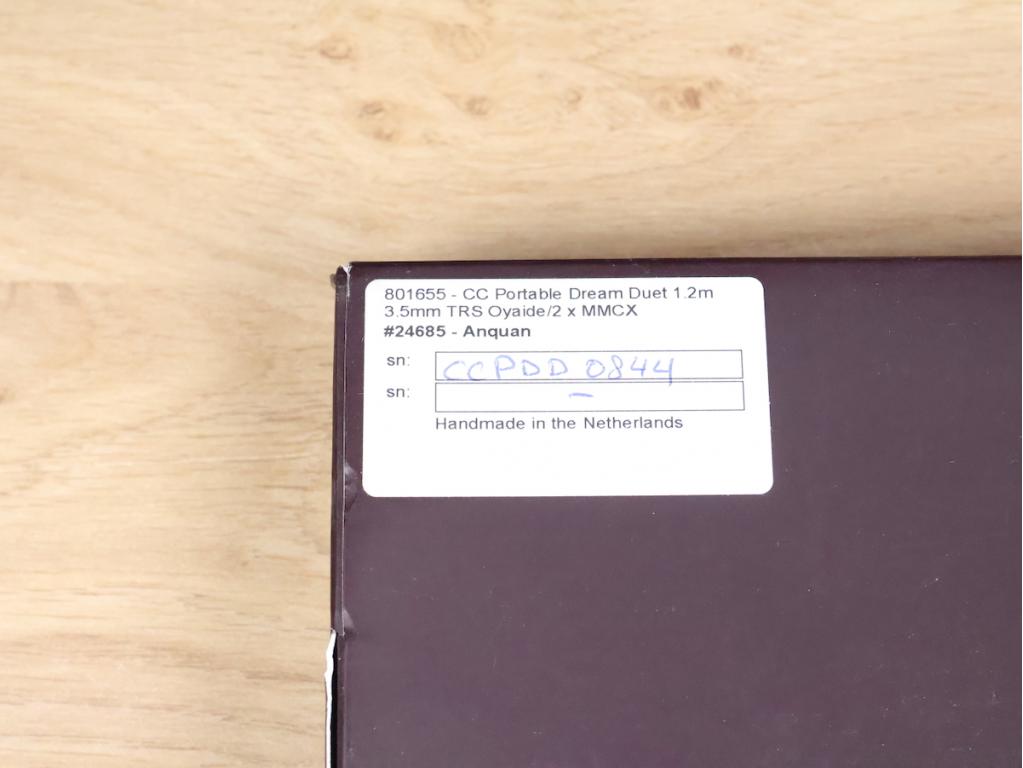 801655 - CC Portable Dream Duet 1.2m
3.5mm TRS Oyaide/2 x MMCX
#24685 - Anquan
sn: CCPDD 0844
sn: –
Handmade in the Netherlands